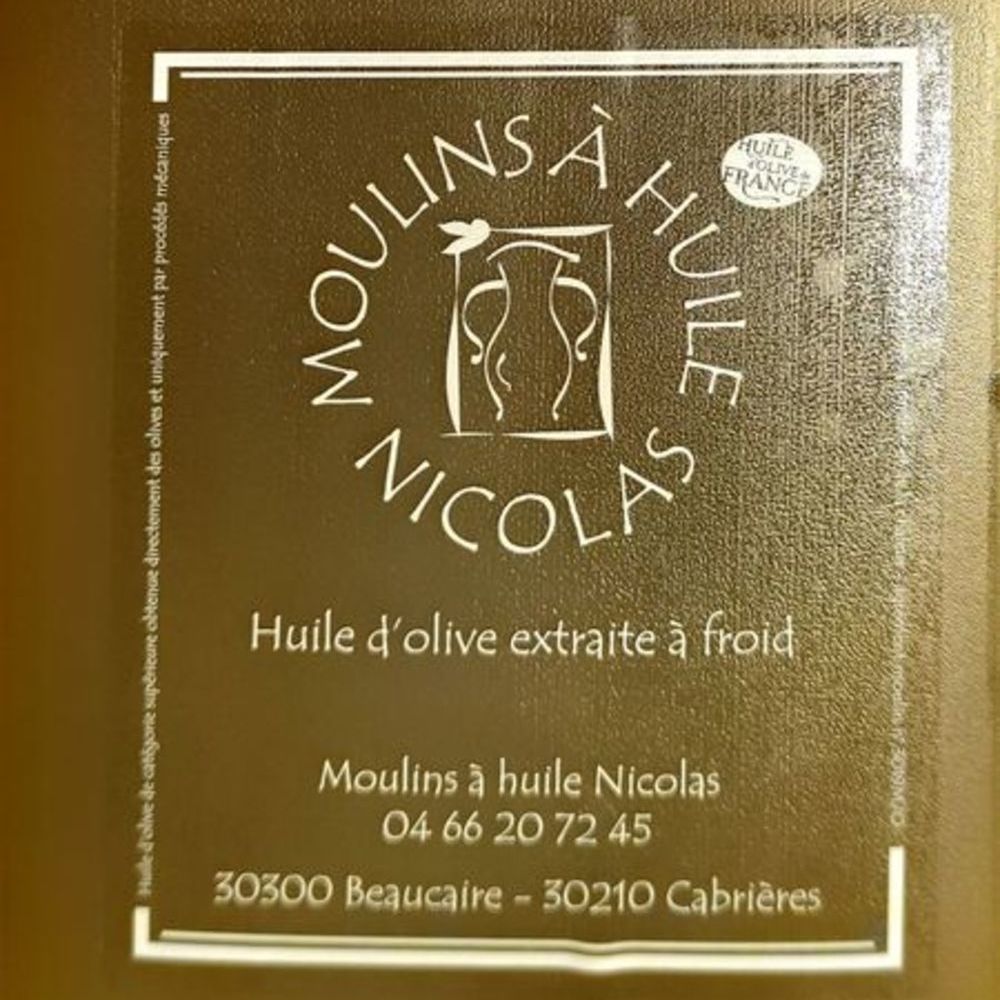 MOULINS À HUILE
NICOLAS
HUILE
d'OLIVE de
FRANCE
Huile d'olive extraite à froid
Moulins à huile Nicolas
04 66 20 72 45
30300 Beaucaire - 30210 Cabrières
Huile d'olive de catégorie supérieure obtenue directement des olives et uniquement par procédés mécaniques